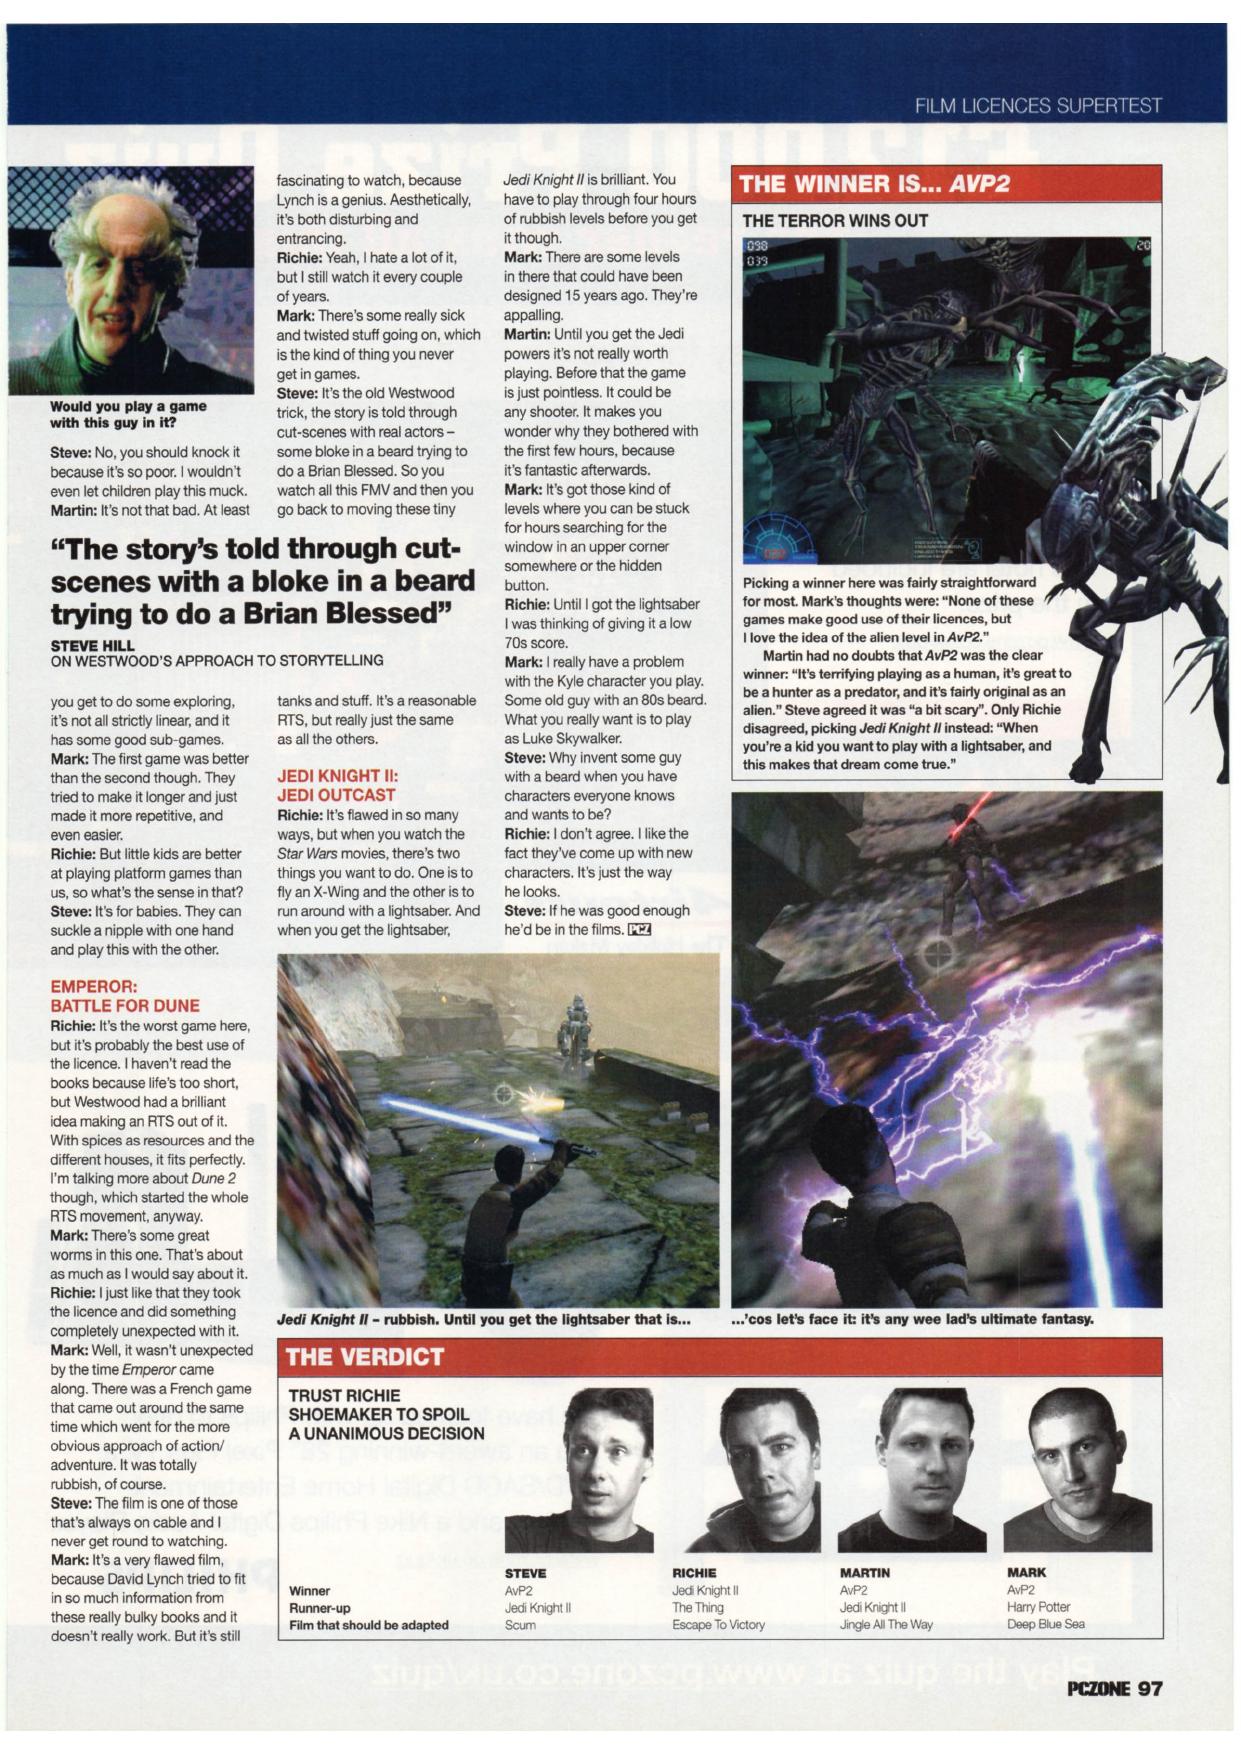 FILM LICENCES SUPERTEST
Would you play a game
with this guy in it?
Steve: No, you should knock it
because it's so poor. I wouldn't
even let children play this muck.
Martin: It's not that bad. At least
"The story's told through cut-
scenes with a bloke in a beard
trying to do a Brian Blessed"
STEVE HILL
ON WESTWOOD'S APPROACH TO STORYTELLING
you get to do some exploring,
it's not all strictly linear, and it
has some good sub-games.
Mark: The first game was better
than the second though. They
tried to make it longer and just
made it more repetitive, and
even easier.
Richie: But little kids are better
at playing platform games than
us, so what's the sense in that?
Steve: It's for babies. They can
suckle a nipple with one hand
and play this with the other.
EMPEROR:
BATTLE FOR DUNE
Richie: It's the worst game here,
but it's probably the best use of
the licence. I haven't read the
books because life's too short,
but Westwood had a brilliant
idea making an RTS out of it.
With spices as resources and the
different houses, it fits perfectly.
I'm talking more about Dune 2
though, which started the whole
RTS movement, anyway.
Mark: There's some great
worms in this one. That's about
as much as I would say about it.
Richie: I just like that they took
the licence and did something
completely unexpected with it.
Mark: Well, it wasn't unexpected
by the time Emperor came
along. There was a French game
that came out around the same
time which went for the more
obvious approach of action/
adventure. It was totally
rubbish, of course.
Steve: The film is one of those
that's always on cable and I
never get round to watching.
Mark: It's a very flawed film,
because David Lynch tried to fit
in so much information from
these really bulky books and it
doesn't really work. But it's still
fascinating to watch, because
Lynch is a genius. Aesthetically,
it's both disturbing and
entrancing.
Richie: Yeah, I hate a lot of it,
but I still watch it every couple
of years.
Mark: There's some really sick
and twisted stuff going on, which
is the kind of thing you never
get in games.
Steve: It's the old Westwood
trick, the story is told through
cut-scenes with real actors –
some bloke in a beard trying to
do a Brian Blessed. So you
watch all this FMV and then you
go back to moving these tiny
tanks and stuff. It's a reasonable
RTS, but really just the same
as all the others.
JEDI KNIGHT II:
JEDI OUTCAST
Richie: It's flawed in so many
ways, but when you watch the
Star Wars movies, there's two
things you want to do. One is to
fly an X-Wing and the other is to
run around with a lightsaber. And
when you get the lightsaber,
Jedi Knight II is brilliant. You
have to play through four hours
of rubbish levels before you get
it though.
Mark: There are some levels
in there that could have been
designed 15 years ago. They're
appalling.
Martin: Until you get the Jedi
powers it's not really worth
playing. Before that the game
is just pointless. It could be
any shooter. It makes you
wonder why they bothered with
the first few hours, because
it's fantastic afterwards.
Mark: It's got those kind of
levels where you can be stuck
for hours searching for the
window in an upper corner
somewhere or the hidden
button.
Richie: Until I got the lightsaber
I was thinking of giving it a low
70s score.
Mark: I really have a problem
with the Kyle character you play.
Some old guy with an 80s beard.
What you really want is to play
as Luke Skywalker.
Steve: Why invent some guy
with a beard when you have
characters everyone knows
and wants to be?
Richie: I don't agree. I like the
fact they've come up with new
characters. It's just the way
he looks.
Steve: If he was good enough
he'd be in the films. PCZ
THE WINNER IS... AVP2
THE TERROR WINS OUT
098
039
20
Picking a winner here was fairly straightforward
for most. Mark's thoughts were: "None of these
games make good use of their licences, but
I love the idea of the alien level in AvP2."
Martin had no doubts that AvP2 was the clear
winner: "It's terrifying playing as a human, it's great to
be a hunter as a predator, and it's fairly original as an
alien." Steve agreed it was "a bit scary". Only Richie
disagreed, picking Jedi Knight II instead: "When
you're a kid you want to play with a lightsaber, and
this makes that dream come true."
Jedi Knight II – rubbish. Until you get the lightsaber that is...
...'cos let's face it: it's any wee lad's ultimate fantasy.
THE VERDICT
TRUST RICHIE
SHOEMAKER TO SPOIL
A UNANIMOUS DECISION
STEVE RICHIE MARTIN MARK
Winner AvP2 Jedi Knight II AvP2 AvP2
Runner-up Jedi Knight II The Thing Jedi Knight II Harry Potter
Film that should be adapted Scum Escape To Victory Jingle All The Way Deep Blue Sea
PCZONE 97